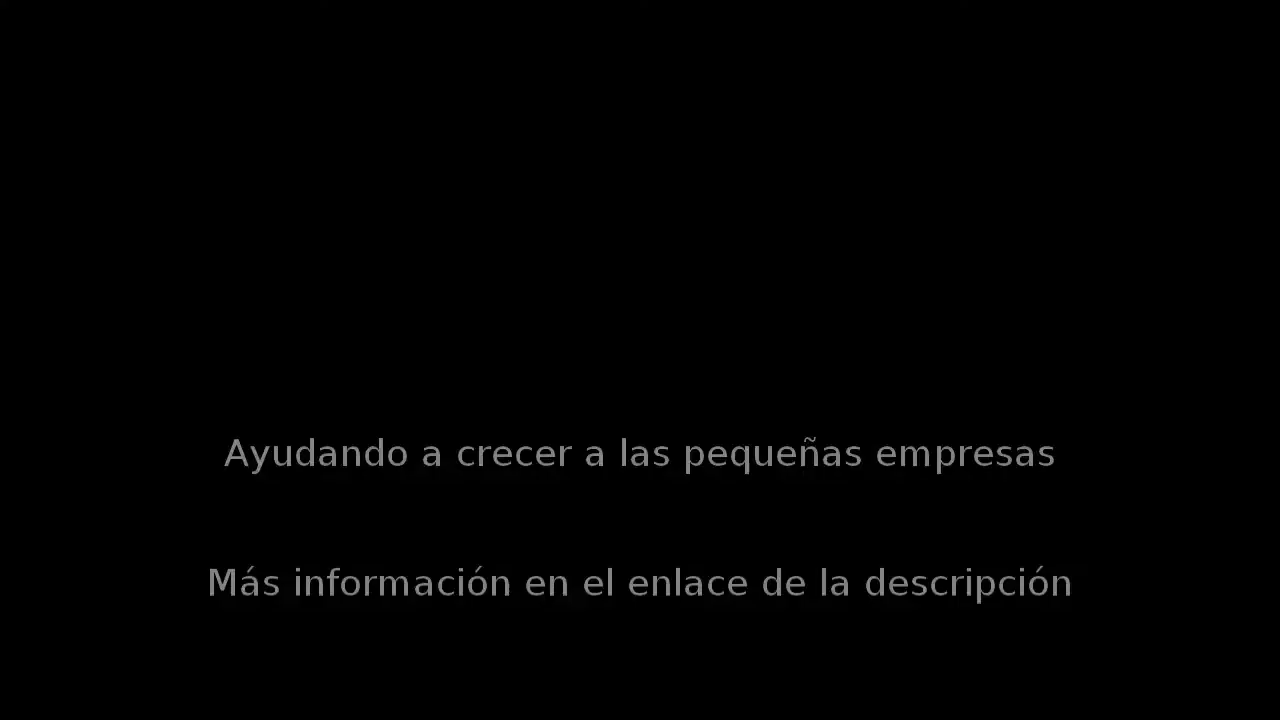 Ayudando a crecer a las pequeñas empresas
Más información en el enlace de la descripción